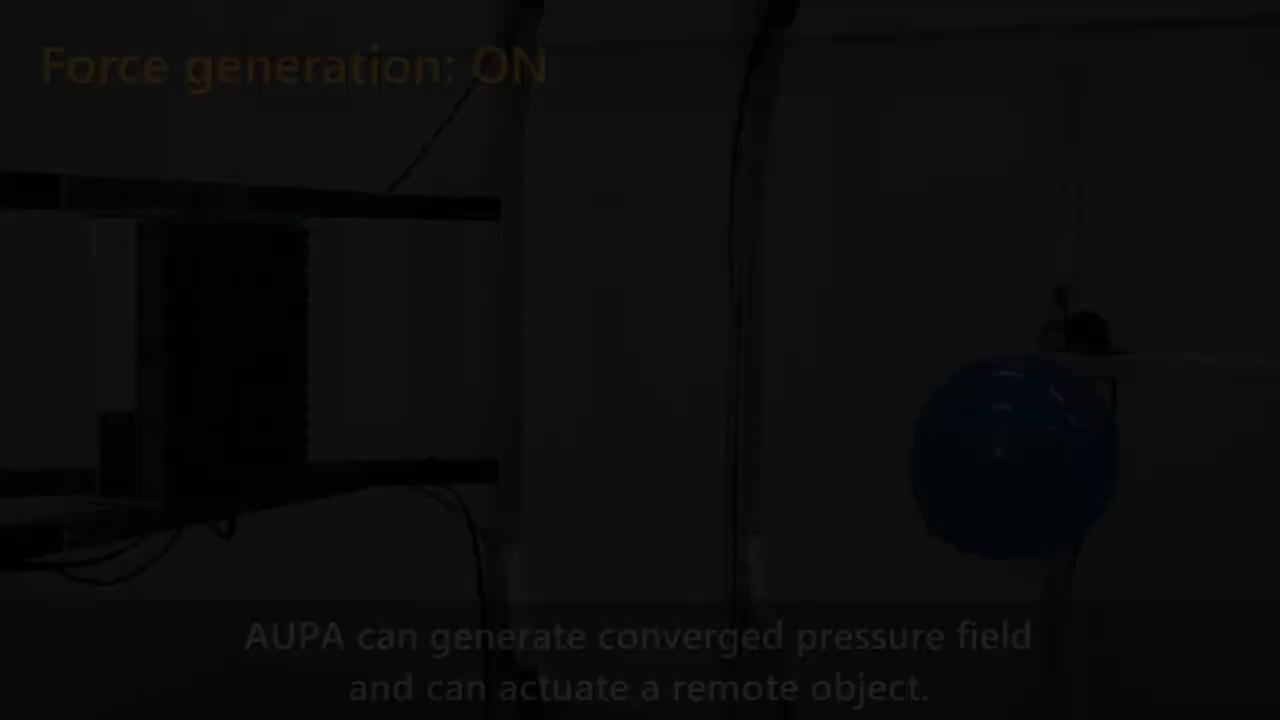 Force generation: ON
AUPA can generate converged pressure field
and can actuate a remote object.